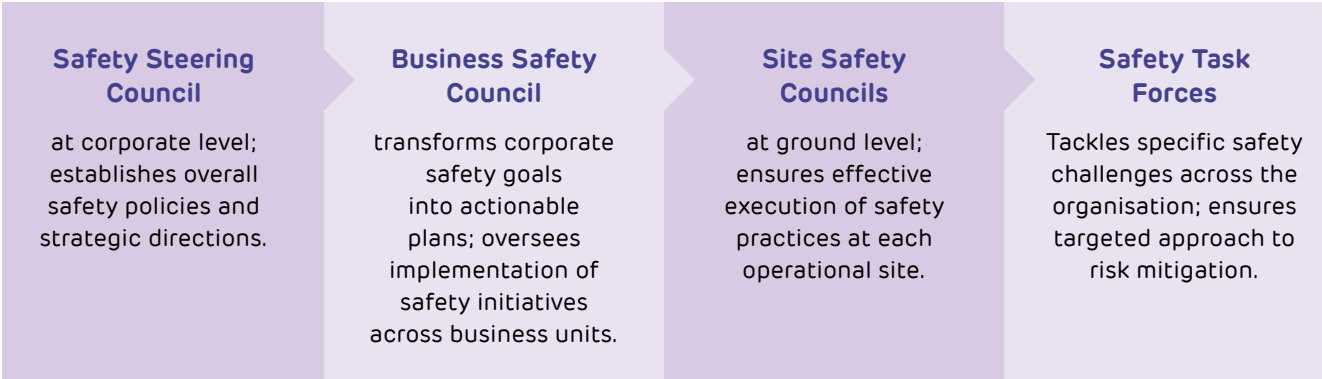 Safety Steering
Council
at corporate level;
establishes overall
safety policies and
strategic directions.
Business Safety
Council
transforms corporate
safety goals
into actionable
plans; oversees
implementation of
safety initiatives
across business units.
Site Safety
Councils
at ground level;
ensures effective
execution of safety
practices at each
operational site.
Safety Task
Forces
Tackles specific safety
challenges across the
organisation; ensures
targeted approach to
risk mitigation.